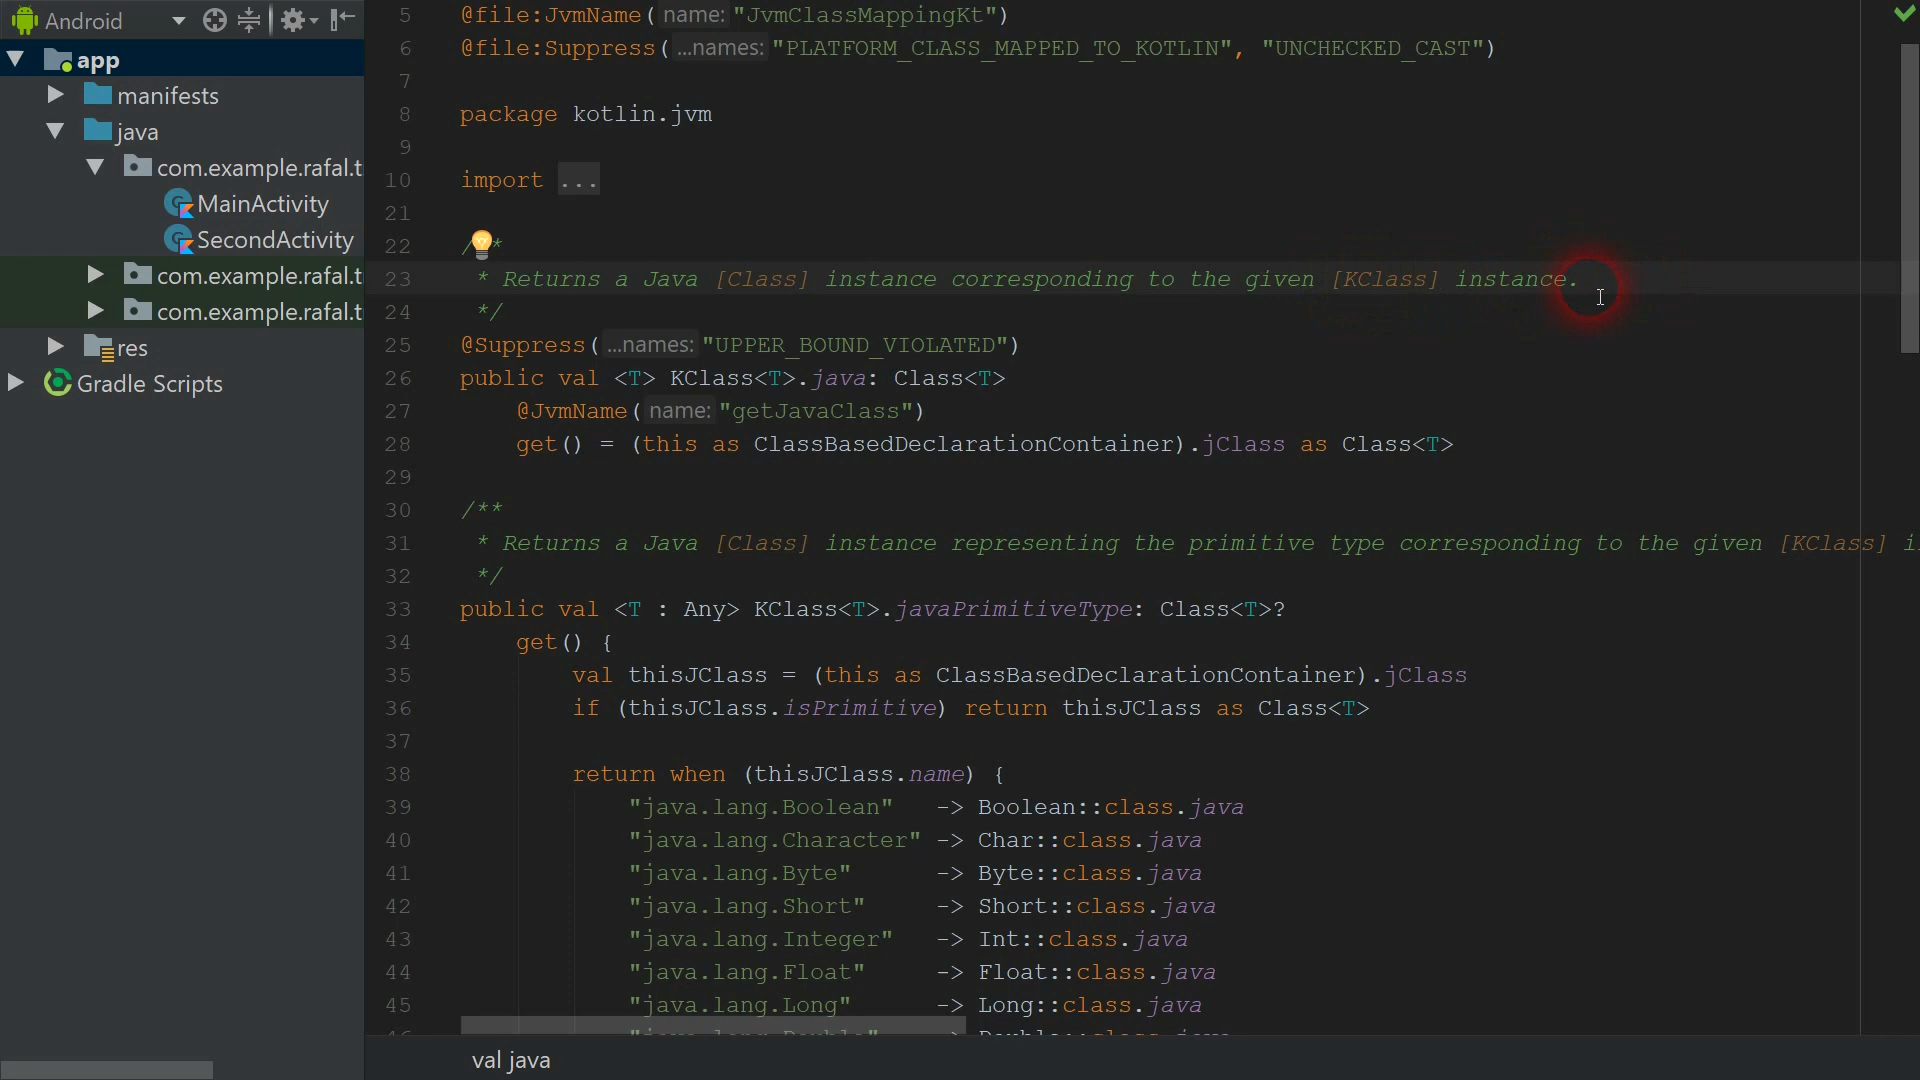 Android
app
manifests
java
com.example.rafal.t
MainActivity
SecondActivity
com.example.rafal.t
com.example.rafal.t
res
Gradle Scripts
5 @file:JvmName( name: "JvmClassMappingKt")
6 @file:Suppress( ...names: "PLATFORM_CLASS_MAPPED_TO_KOTLIN", "UNCHECKED_CAST")
7
8 package kotlin.jvm
9
10 import ...
21
22 /**
23 * Returns a Java [Class] instance corresponding to the given [KClass] instance.
24 */
25 @Suppress( ...names: "UPPER_BOUND_VIOLATED")
26 public val <T> KClass<T>.java: Class<T>
27 @JvmName( name: "getJavaClass")
28 get() = (this as ClassBasedDeclarationContainer).jClass as Class<T>
29
30 /**
31 * Returns a Java [Class] instance representing the primitive type corresponding to the given [KClass] i
32 */
33 public val <T : Any> KClass<T>.javaPrimitiveType: Class<T>?
34 get() {
35 val thisJClass = (this as ClassBasedDeclarationContainer).jClass
36 if (thisJClass.isPrimitive) return thisJClass as Class<T>
37
38 return when (thisJClass.name) {
39 "java.lang.Boolean" -> Boolean::class.java
40 "java.lang.Character" -> Char::class.java
41 "java.lang.Byte" -> Byte::class.java
42 "java.lang.Short" -> Short::class.java
43 "java.lang.Integer" -> Int::class.java
44 "java.lang.Float" -> Float::class.java
45 "java.lang.Long" -> Long::class.java
val java